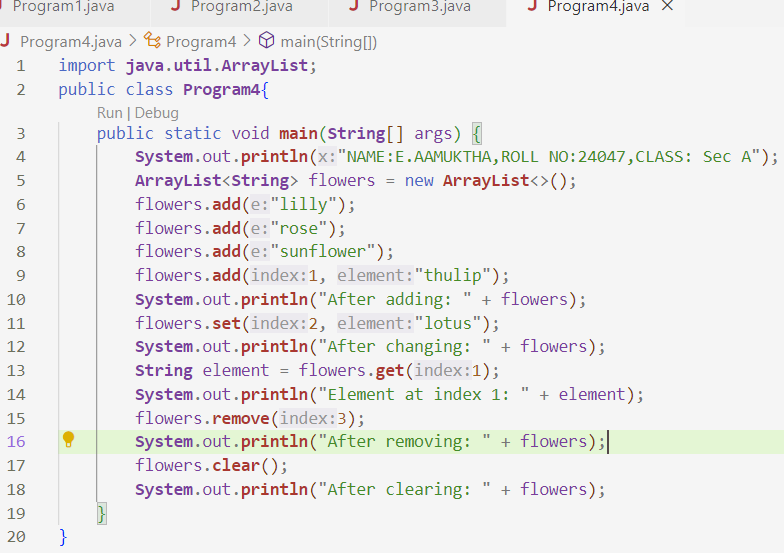 Program1.java Program2.java Program3.java Program4.java
Program4.java > Program4 > main(String[])
1 import java.util.ArrayList;
2 public class Program4{
Run | Debug
3 public static void main(String[] args) {
4 System.out.println(x:"NAME:E.AAMUKTHA,ROLL NO:24047,CLASS: Sec A");
5 ArrayList<String> flowers = new ArrayList<>();
6 flowers.add(e:"lilly");
7 flowers.add(e:"rose");
8 flowers.add(e:"sunflower");
9 flowers.add(index:1, element:"thulip");
10 System.out.println("After adding: " + flowers);
11 flowers.set(index:2, element:"lotus");
12 System.out.println("After changing: " + flowers);
13 String element = flowers.get(index:1);
14 System.out.println("Element at index 1: " + element);
15 flowers.remove(index:3);
16 System.out.println("After removing: " + flowers);
17 flowers.clear();
18 System.out.println("After clearing: " + flowers);
19 }
20 }